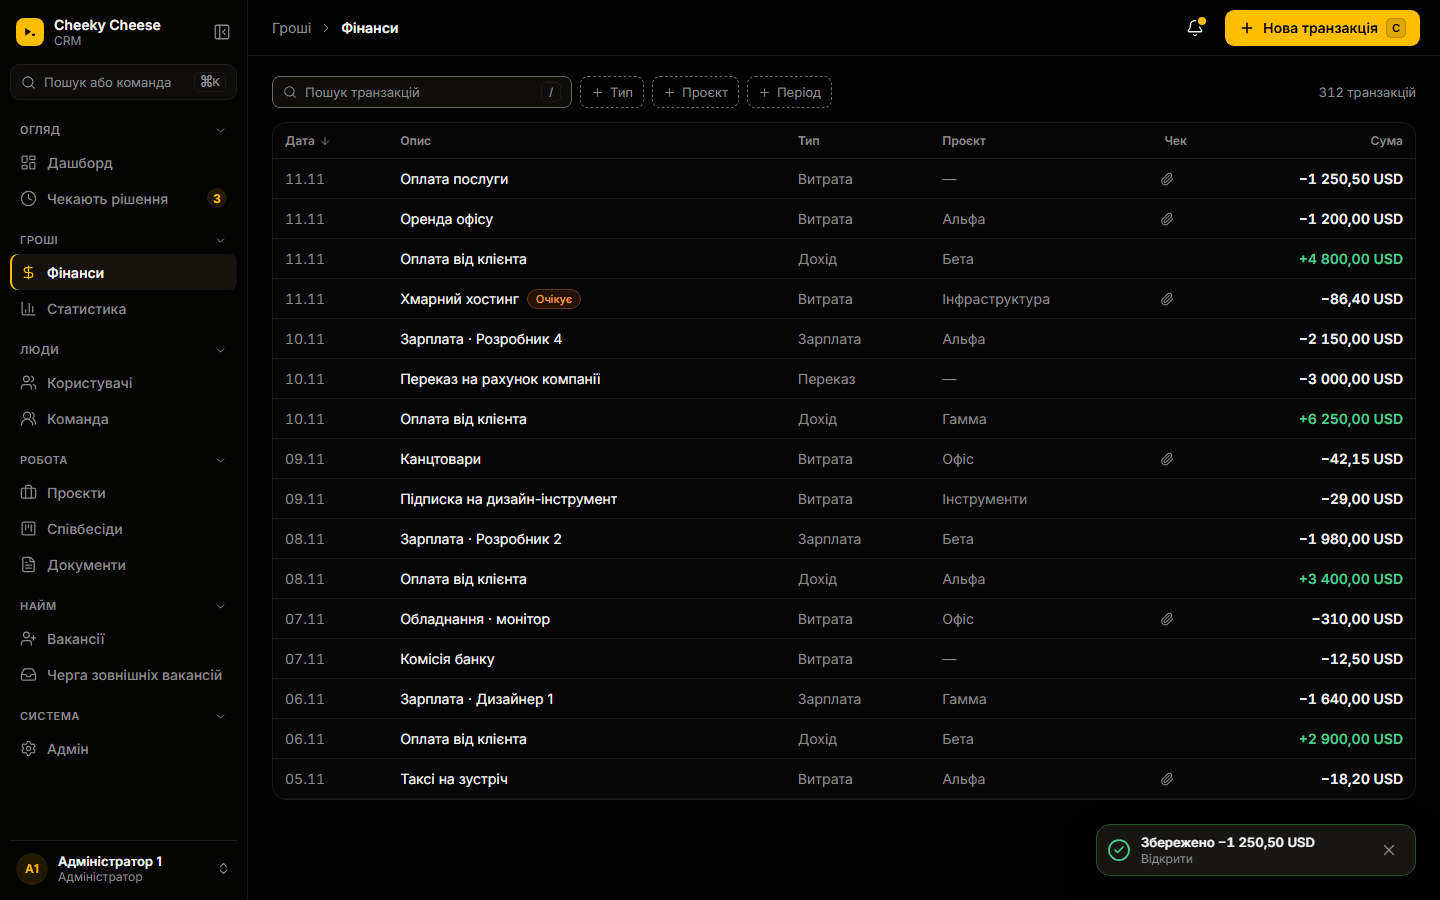 Cheeky Cheese
CRM
Пошук або команда ⌘K
ОГЛЯД
Дашборд
Чекають рішення 3
ГРОШІ
Фінанси
Статистика
ЛЮДИ
Користувачі
Команда
РОБОТА
Проєкти
Співбесіди
Документи
НАЙМ
Вакансії
Черга зовнішніх вакансій
СИСТЕМА
Адмін
A1 Адміністратор 1
Адміністратор
Гроші Фінанси
+ Нова транзакція C
Пошук транзакцій /
+ Тип
+ Проєкт
+ Період
312 транзакцій
Дата ↓ Опис Тип Проєкт Чек Сума
11.11 Оплата послуги Витрата — −1 250,50 USD
11.11 Оренда офісу Витрата Альфа −1 200,00 USD
11.11 Оплата від клієнта Дохід Бета +4 800,00 USD
11.11 Хмарний хостинг Очікує Витрата Інфраструктура −86,40 USD
10.11 Зарплата · Розробник 4 Зарплата Альфа −2 150,00 USD
10.11 Переказ на рахунок компанії Переказ — −3 000,00 USD
10.11 Оплата від клієнта Дохід Гамма +6 250,00 USD
09.11 Канцтовари Витрата Офіс −42,15 USD
09.11 Підписка на дизайн-інструмент Витрата Інструменти −29,00 USD
08.11 Зарплата · Розробник 2 Зарплата Бета −1 980,00 USD
08.11 Оплата від клієнта Дохід Альфа +3 400,00 USD
07.11 Обладнання · монітор Витрата Офіс −310,00 USD
07.11 Комісія банку Витрата — −12,50 USD
06.11 Зарплата · Дизайнер 1 Зарплата Гамма −1 640,00 USD
06.11 Оплата від клієнта Дохід Бета +2 900,00 USD
05.11 Таксі на зустріч Витрата Альфа −18,20 USD
Збережено −1 250,50 USD
Відкрити